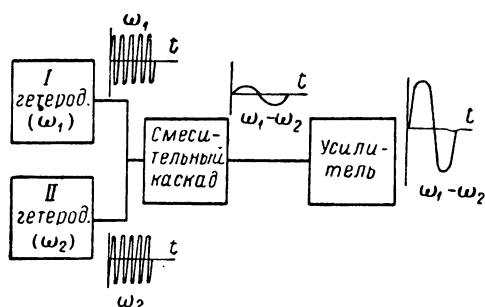 ω₁
t
I
гетерод.
(ω₁)
t
ω₁-ω₂
Смеси-
тельный
каскад
Усили-
тель
t
ω₁-ω₂
II
гетерод.
(ω₂)
t
ω₂